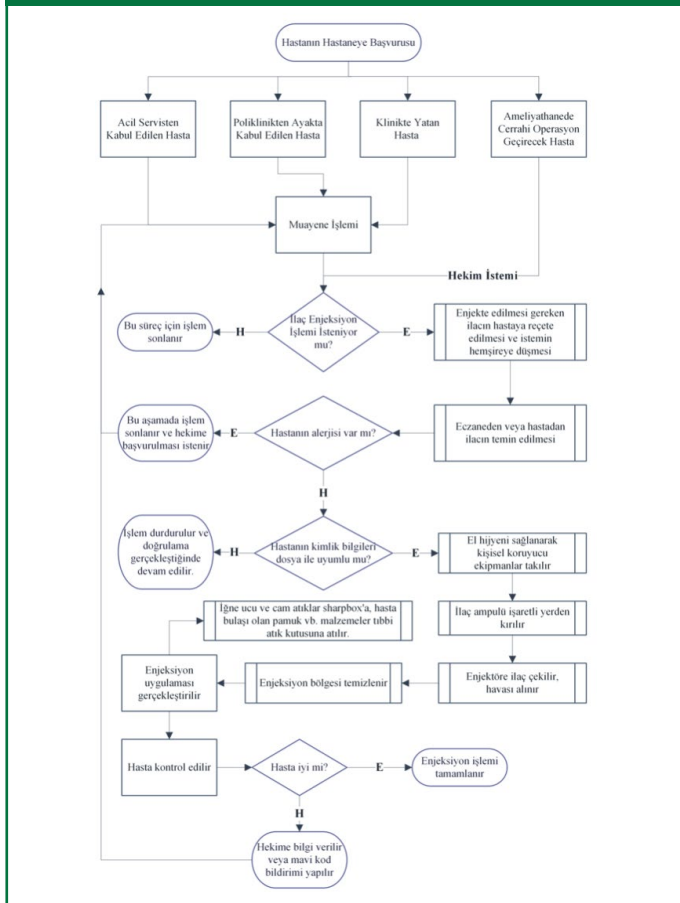 Hastanın Hastaneye Başvurusu
Acil Servisten
Kabul Edilen Hasta
Poliklinikten Ayakta
Kabul Edilen Hasta
Klinikte Yatan
Hasta
Ameliyathanede
Cerrahi Operasyon
Geçirecek Hasta
Muayene İşlemi
Hekim İstemi
İlaç Enjeksiyon
İşlemi İsteniyor
mu?
H
Bu süreç için işlem
sonlanır
E
Enjekte edilmesi gereken
ilacın hastaya reçete
edilmesi ve istemin
hemşireye düşmesi
Eczaneden veya hastadan
ilacın temin edilmesi
Hastanın alerjisi var mı?
E
Bu aşamada işlem
sonlanır ve hekime
başvurulması istenir
H
Hastanın kimlik bilgileri
dosya ile uyumlu mu?
H
İşlem durdurulur ve
doğrulama
gerçekleştiğinde
devam edilir.
E
El hijyeni sağlanarak
kişisel koruyucu
ekipmanlar takılır
İlaç ampulü işaretli yerden
kırılır
Enjektöre ilaç çekilir,
havası alınır
Enjeksiyon bölgesi temizlenir
Enjeksiyon
uygulaması
gerçekleştirilir
İğne ucu ve cam atıklar sharpbox'a, hasta
bulaşı olan pamuk vb. malzemeler tıbbi
atık kutusuna atılır.
Hasta kontrol edilir
Hasta iyi mi?
E
Enjeksiyon işlemi
tamamlanır
H
Hekime bilgi verilir
veya mavi kod
bildirimi yapılır